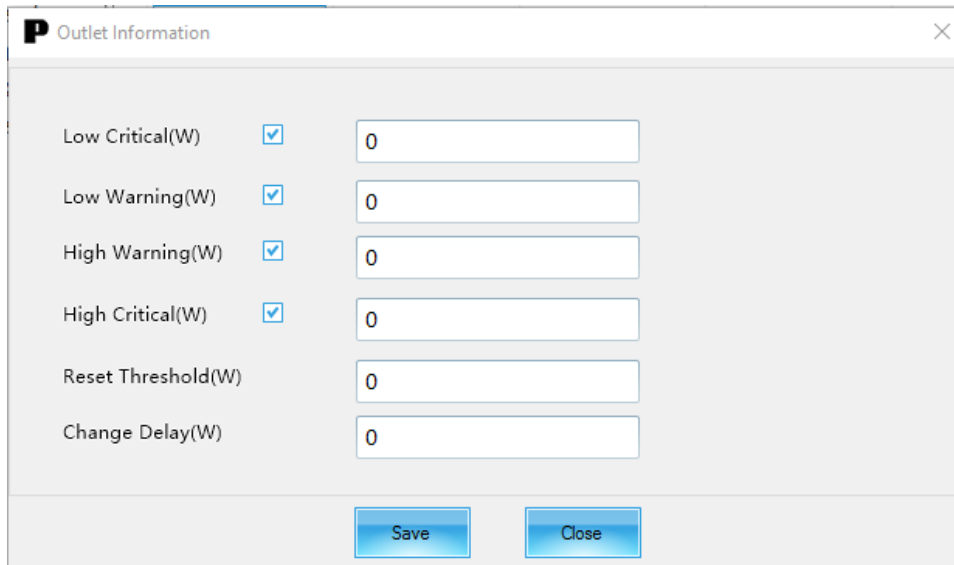 P Outlet Information
Low Critical(W) 0
Low Warning(W) 0
High Warning(W) 0
High Critical(W) 0
Reset Threshold(W) 0
Change Delay(W) 0
Save Close